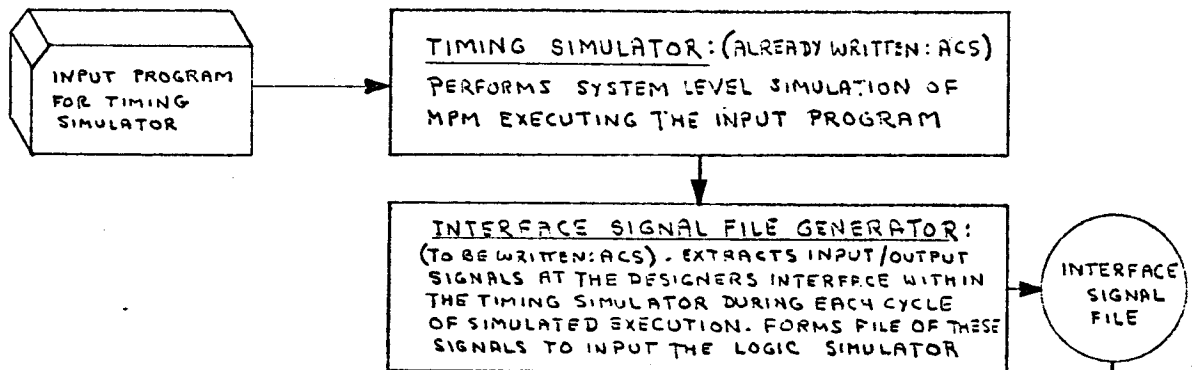 INPUT PROGRAM
FOR TIMING
SIMULATOR
TIMING SIMULATOR: (ALREADY WRITTEN: ACS)
PERFORMS SYSTEM LEVEL SIMULATION OF
MPM EXECUTING THE INPUT PROGRAM
INTERFACE SIGNAL FILE GENERATOR:
(TO BE WRITTEN: ACS). EXTRACTS INPUT/OUTPUT
SIGNALS AT THE DESIGNERS INTERFACE WITHIN
THE TIMING SIMULATOR DURING EACH CYCLE
OF SIMULATED EXECUTION. FORMS FILE OF THESE
SIGNALS TO INPUT THE LOGIC SIMULATOR
INTERFACE
SIGNAL
FILE